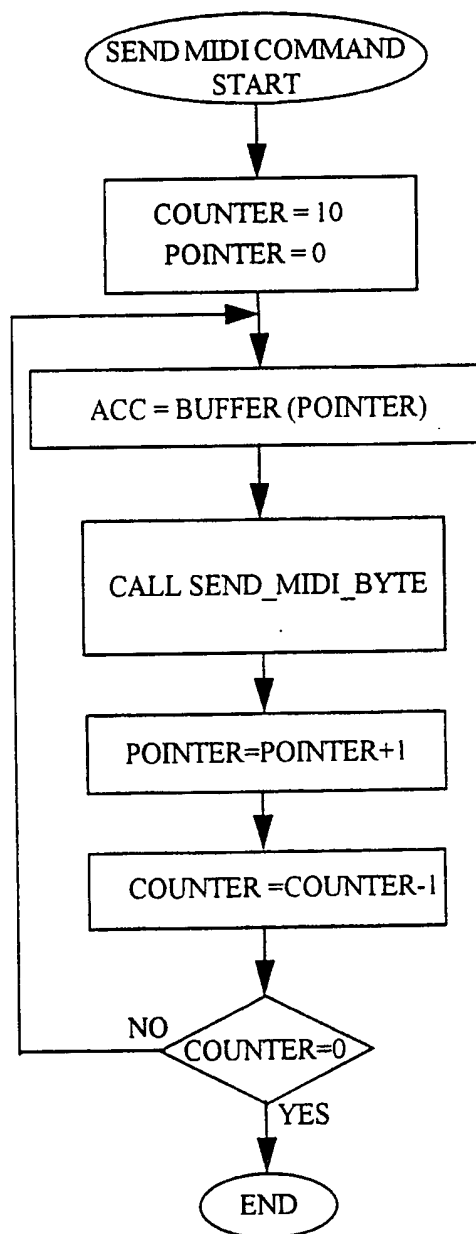 SEND MIDI COMMAND
START
COUNTER = 10
POINTER = 0
ACC = BUFFER (POINTER)
CALL SEND_MIDI_BYTE
POINTER=POINTER+1
COUNTER =COUNTER-1
NO
COUNTER=0
YES
END